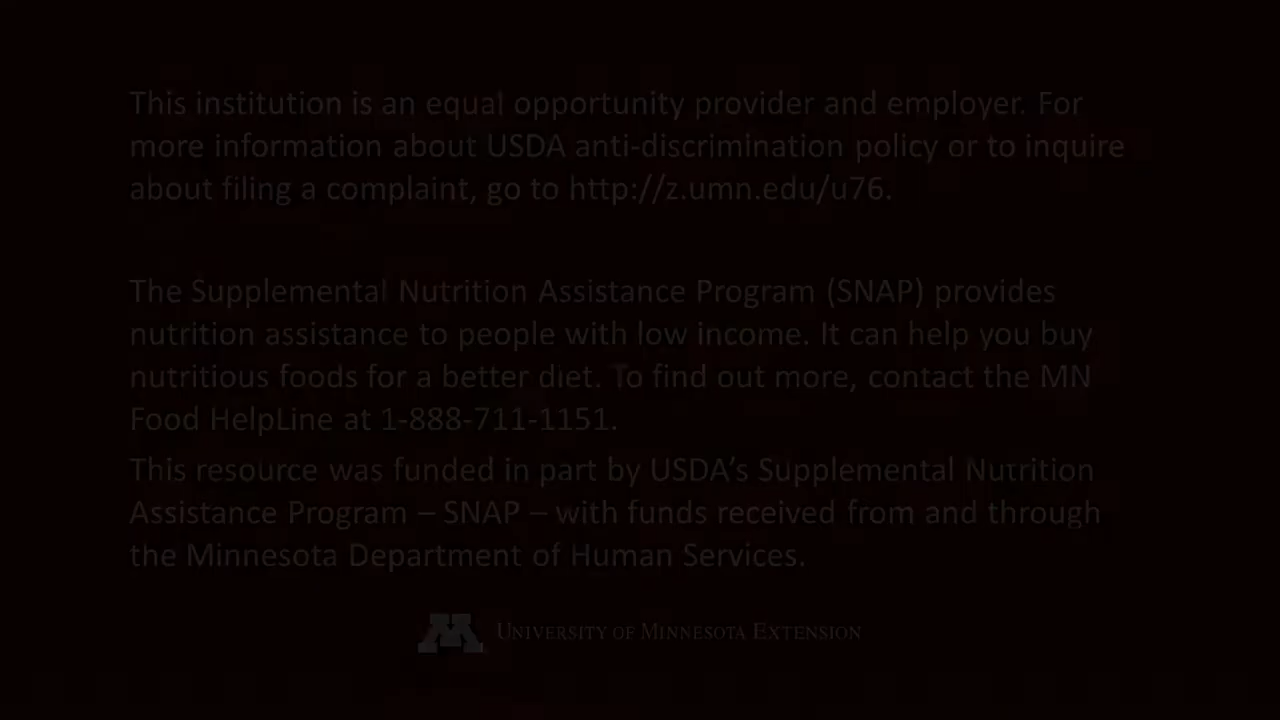 This institution is an equal opportunity provider and employer. For
more information about USDA anti-discrimination policy or to inquire
about filing a complaint, go to http://z.umn.edu/u76.
The Supplemental Nutrition Assistance Program (SNAP) provides
nutrition assistance to people with low income. It can help you buy
nutritious foods for a better diet. To find out more, contact the MN
Food HelpLine at 1-888-711-1151.
This resource was funded in part by USDA’s Supplemental Nutrition
Assistance Program – SNAP – with funds received from and through
the Minnesota Department of Human Services.
M UNIVERSITY OF MINNESOTA EXTENSION